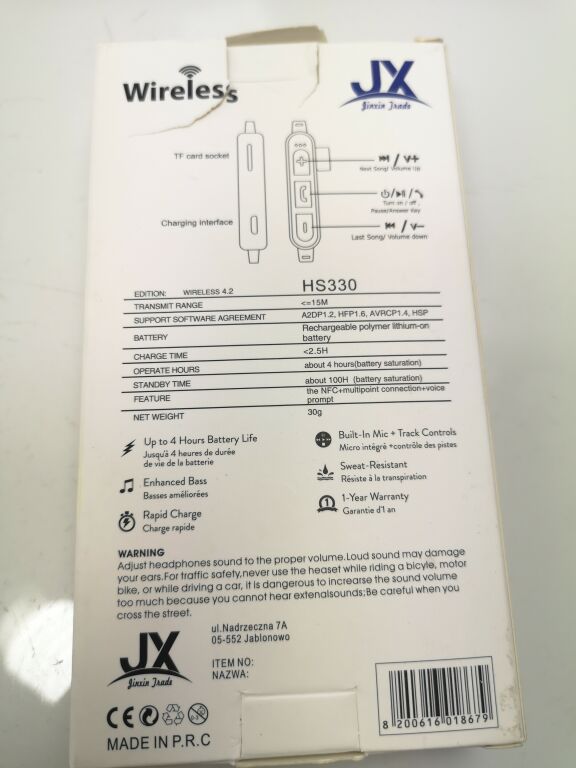 Wireless
JX
Jinxin Trade
TF card socket
Charging interface
⏮ / V+
Next Song/ Volume Up
Turn on / off
Pause/Answer Key
⏮ / V−
Last Song/ Volume down
EDITION: WIRELESS 4.2 HS330
TRANSMIT RANGE <=15M
SUPPORT SOFTWARE AGREEMENT A2DP1.2, HFP1.6, AVRCP1.4, HSP
BATTERY Rechargeable polymer lithium-on
battery
CHARGE TIME <2.5H
OPERATE HOURS about 4 hours(battery saturation)
STANDBY TIME about 100H (battery saturation)
FEATURE the NFC+multipoint connection+voice
prompt
NET WEIGHT 30g
Up to 4 Hours Battery Life
Jusqu'à 4 heures de durée
de vie de la batterie
Enhanced Bass
Basses améliorées
Rapid Charge
Charge rapide
Built-In Mic + Track Controls
Micro intégré +contrôle des pistes
Sweat-Resistant
Résiste à la transpiration
1
1-Year Warranty
Garantie d'1 an
WARNING
Adjust headphones sound to the proper volume.Loud sound may damage
your ears.For traffic safety,never use the heaset while riding a bicyle, motor
bike, or while driving a car, it is dangerous to increarse the sound volume
too much because you cannot hear extenalsounds;Be careful when you
cross the street.
JX
Jinxin Trade
ul.Nadrzeczna 7A
05-552 Jablonowo
ITEM NO:
NAZWA:
CE
MADE IN P.R.C
8 200616 018679